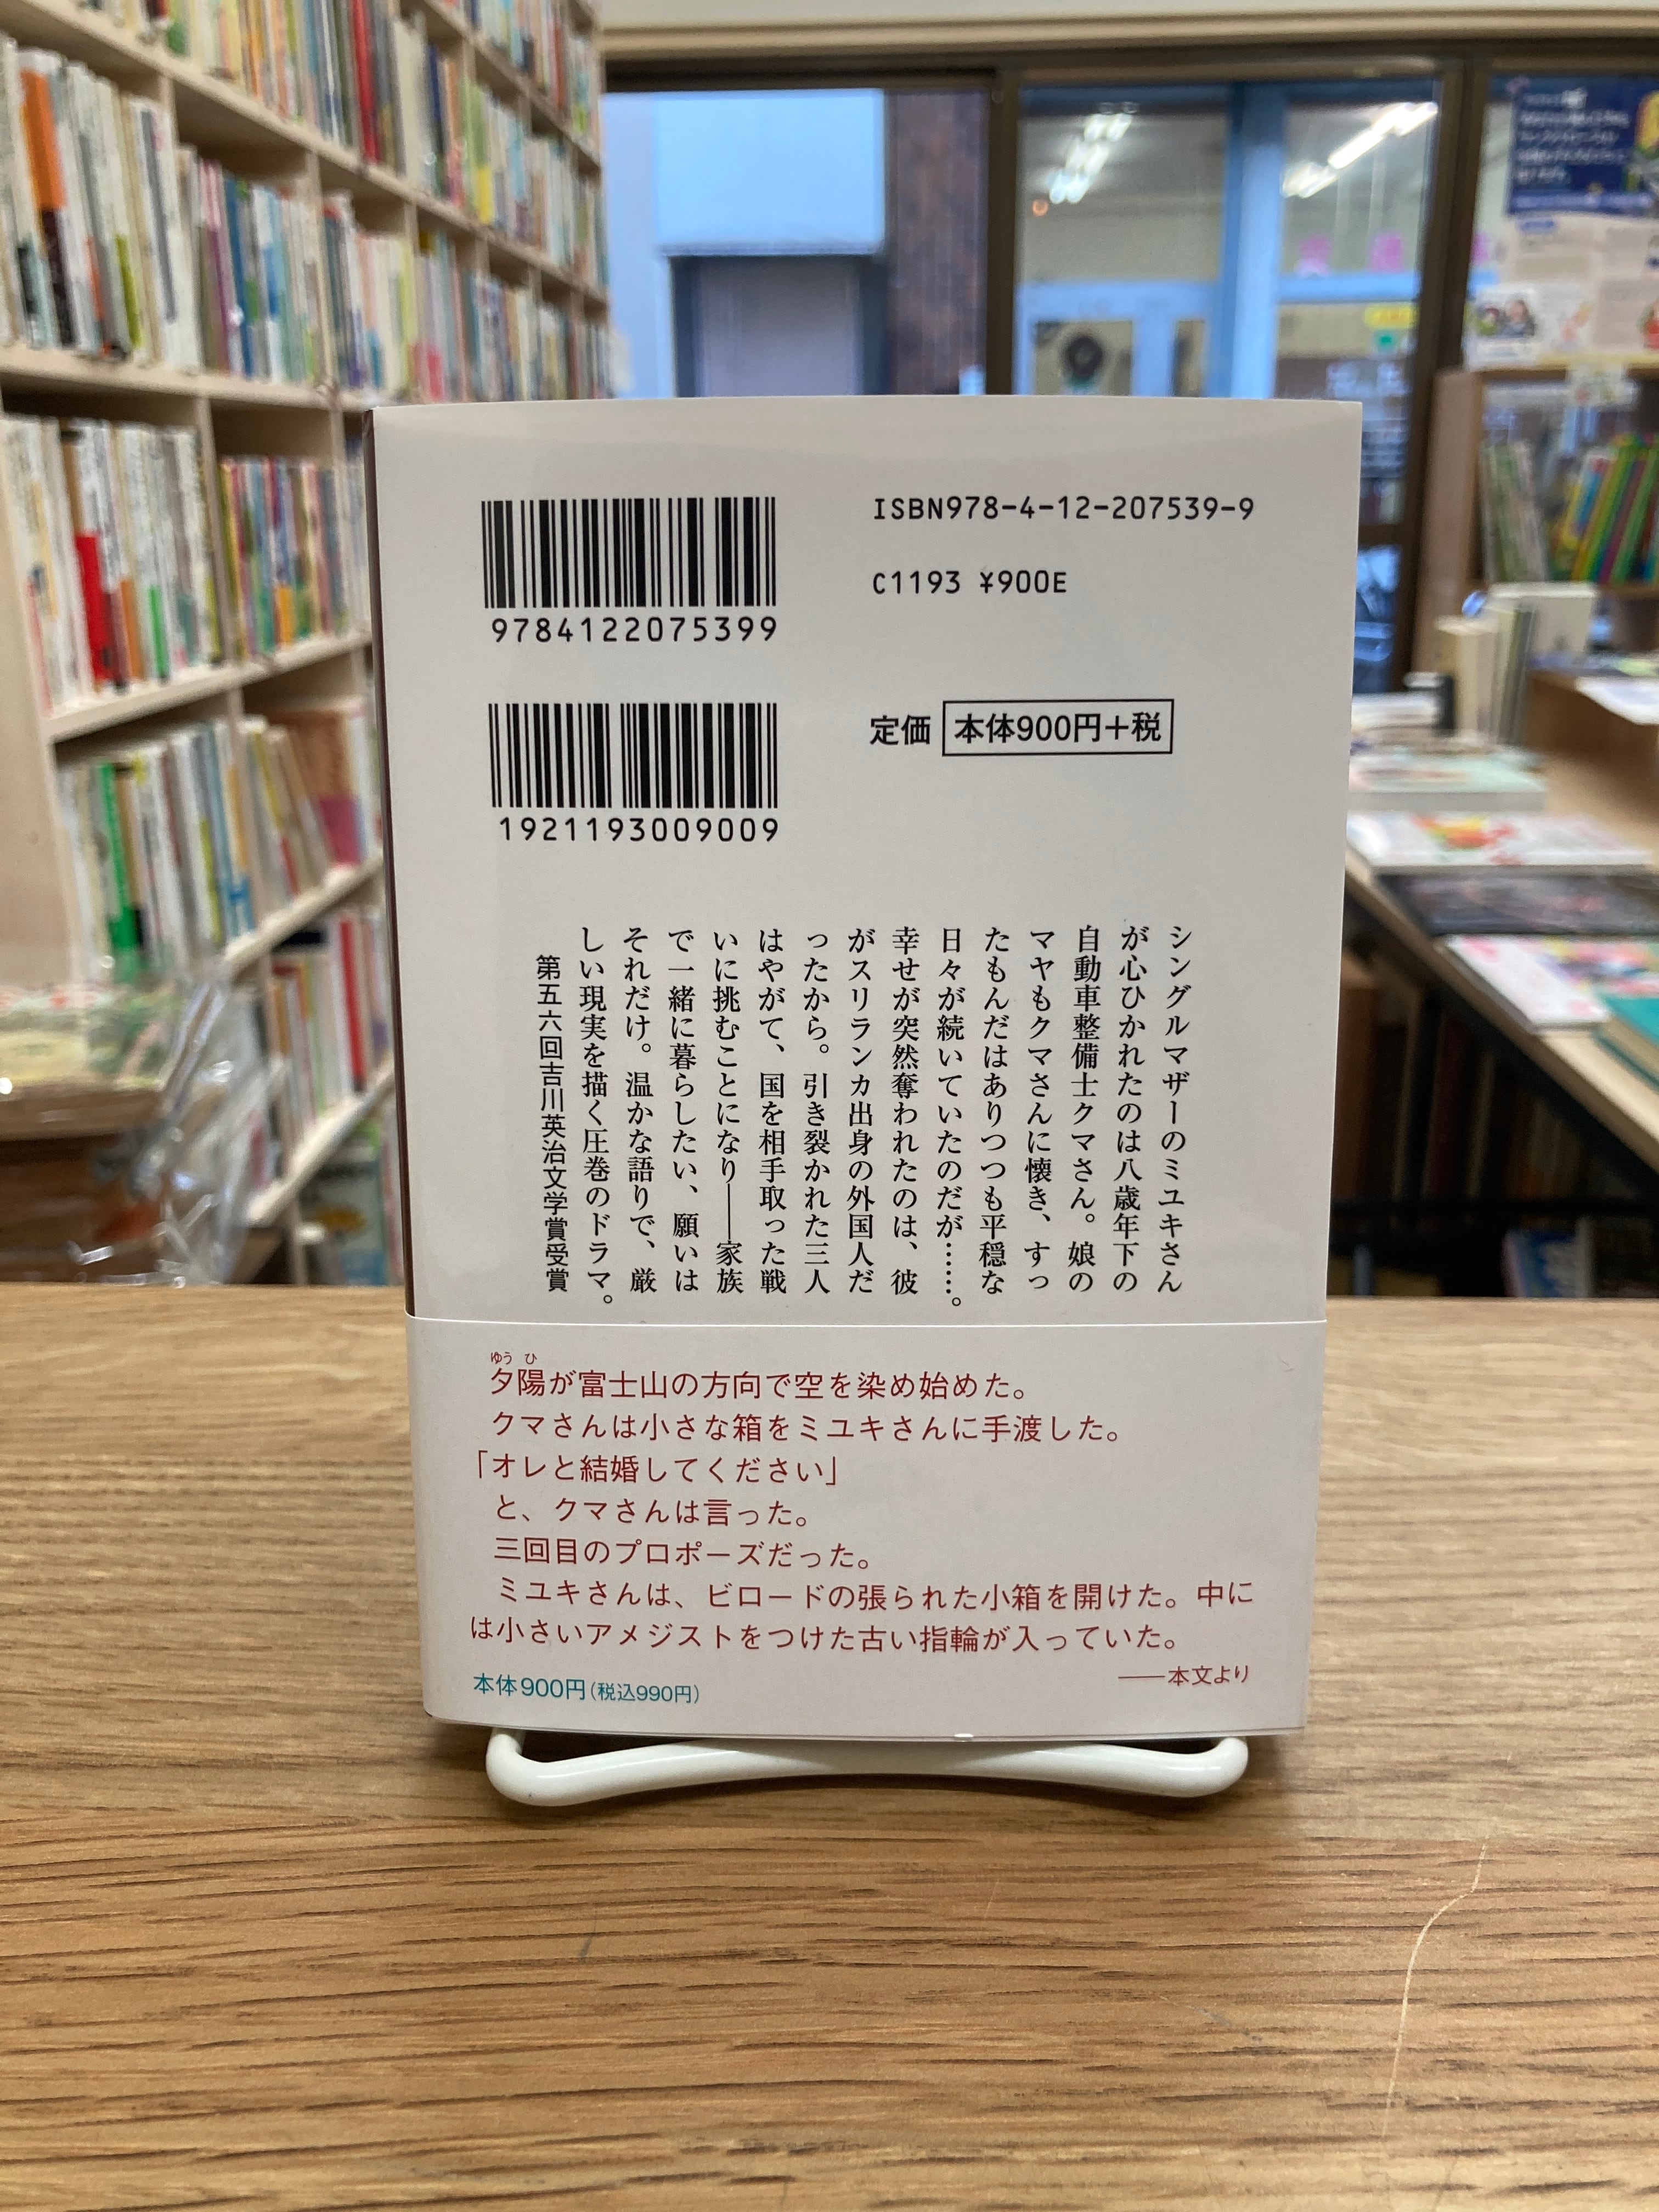 ISBN978-4-12-207539-9
C1193 ¥900E
9784122075399
定価 本体900円+税
1921193009009
シングルマザーのミユキさん
が心ひかれたのは八歳年下の
自動車整備士クマさん。娘の
マヤもクマさんに懐き、すっ
たもんだはありつつも平穏な
日々が続いていたのだが……。
幸せが突然奪われたのは、彼
がスリランカ出身の外国人だ
ったから。引き裂かれた三人
はやがて、国を相手取った戦
いに挑むことになり――家族
で一緒に暮らしたい、願いは
それだけ。温かな語りで、厳
しい現実を描く圧巻のドラマ。
第五六回吉川英治文学賞受賞
ゆう ひ
夕陽が富士山の方向で空を染め始めた。
クマさんは小さな箱をミユキさんに手渡した。
「オレと結婚してください」
と、クマさんは言った。
三回目のプロポーズだった。
ミユキさんは、ビロードの張られた小箱を開けた。中に
は小さいアメジストをつけた古い指輪が入っていた。
――本文より
本体900円(税込990円)